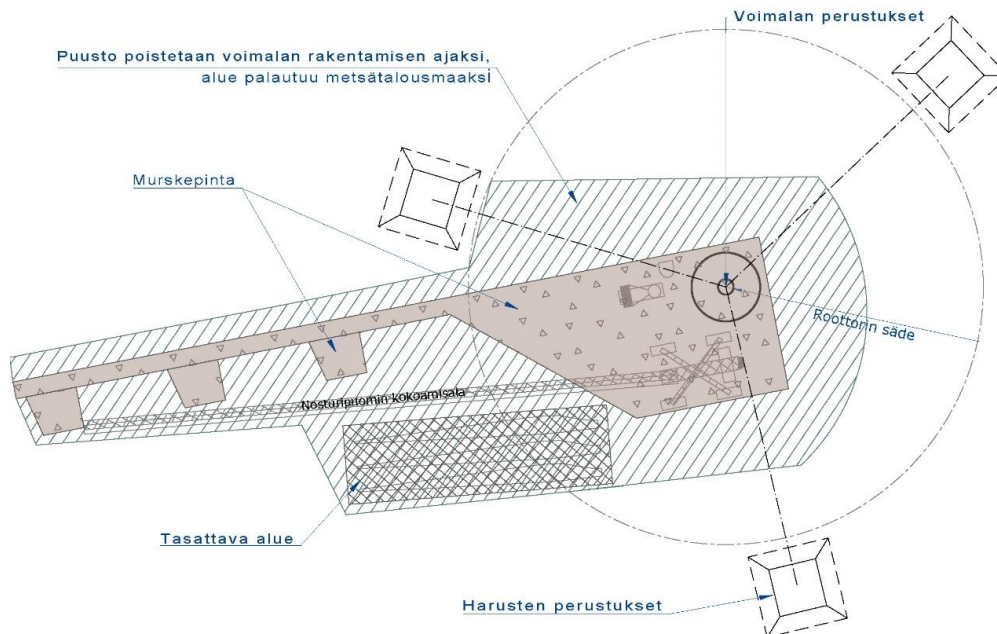 Voimalan perustukset
Puusto poistetaan voimalan rakentamisen ajaksi,
alue palautuu metsätalousmaaksi
Murskepinta
Roottorin säde
Nosturipuomin kokoamisala
Tasattava alue
Harusten perustukset